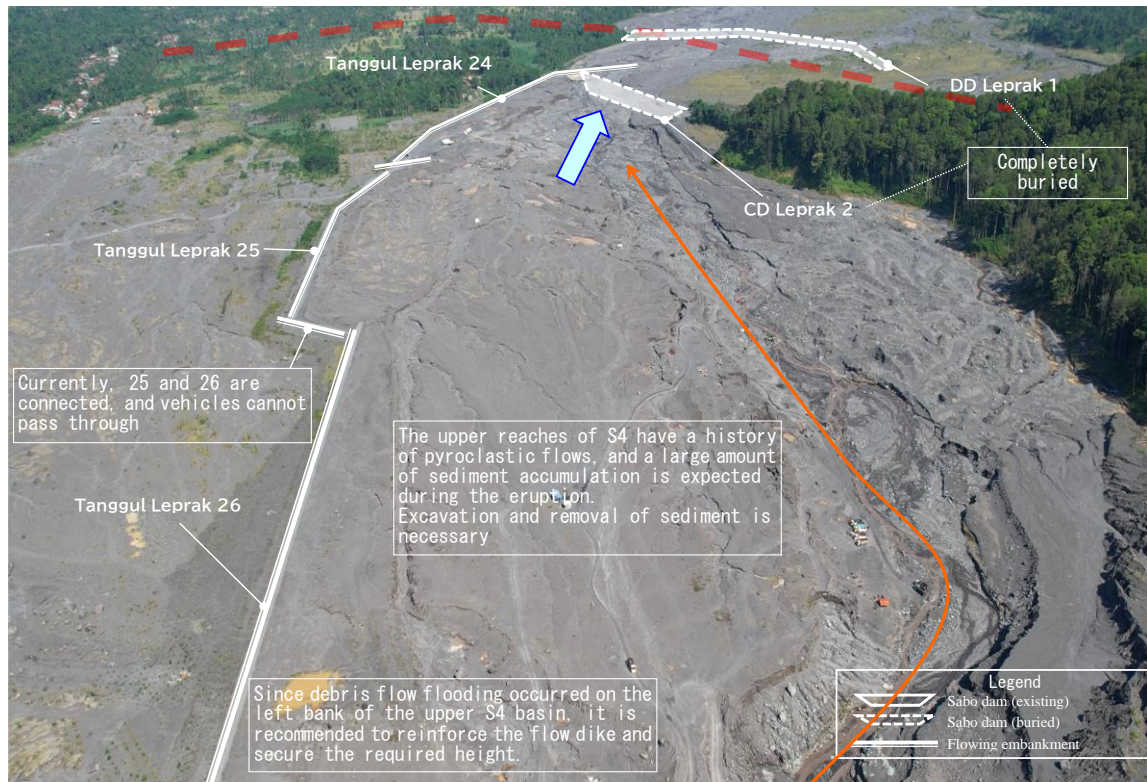 Tanggul Leprak 24
DD Leprak 1
Completely
buried
CD Leprak 2
Tanggul Leprak 25
Currently, 25 and 26 are
connected, and vehicles cannot
pass through
The upper reaches of S4 have a history
of pyroclastic flows, and a large amount
of sediment accumulation is expected
during the eruption.
Excavation and removal of sediment is
necessary
Tanggul Leprak 26
Since debris flow flooding occurred on the
left bank of the upper S4 basin, it is
recommended to reinforce the flow dike and
secure the required height.
Legend
Sabo dam (existing)
Sabo dam (buried)
Flowing embankment